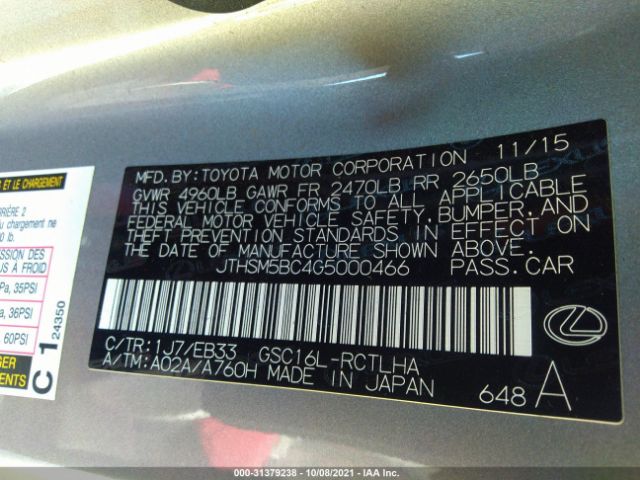 MFD. BY: TOYOTA MOTOR CORPORATION 11/15
GVWR 4960LB GAWR FR 2470LB RR 2650LB
THIS VEHICLE CONFORMS TO ALL APPLICABLE
FEDERAL MOTOR VEHICLE SAFETY, BUMPER, AND
THEFT PREVENTION STANDARDS IN EFFECT ON
THE DATE OF MANUFACTURE SHOWN ABOVE.
JTHSM5BC4G5000466 PASS. CAR
C/TR: 1J7/EB33 GSC16L-RCTLHA
A/TM: A02A/A760H MADE IN JAPAN
648 A
S ET LE
RIÈRE 2
u chargement ne
0 lb.
SSION DES
US A FROID
Pa, 35PSI
a, 36PSI
, 60PSI
GER
EMENTS
C 1 24350
000-31379238 - 10/08/2021 - IAA Inc.